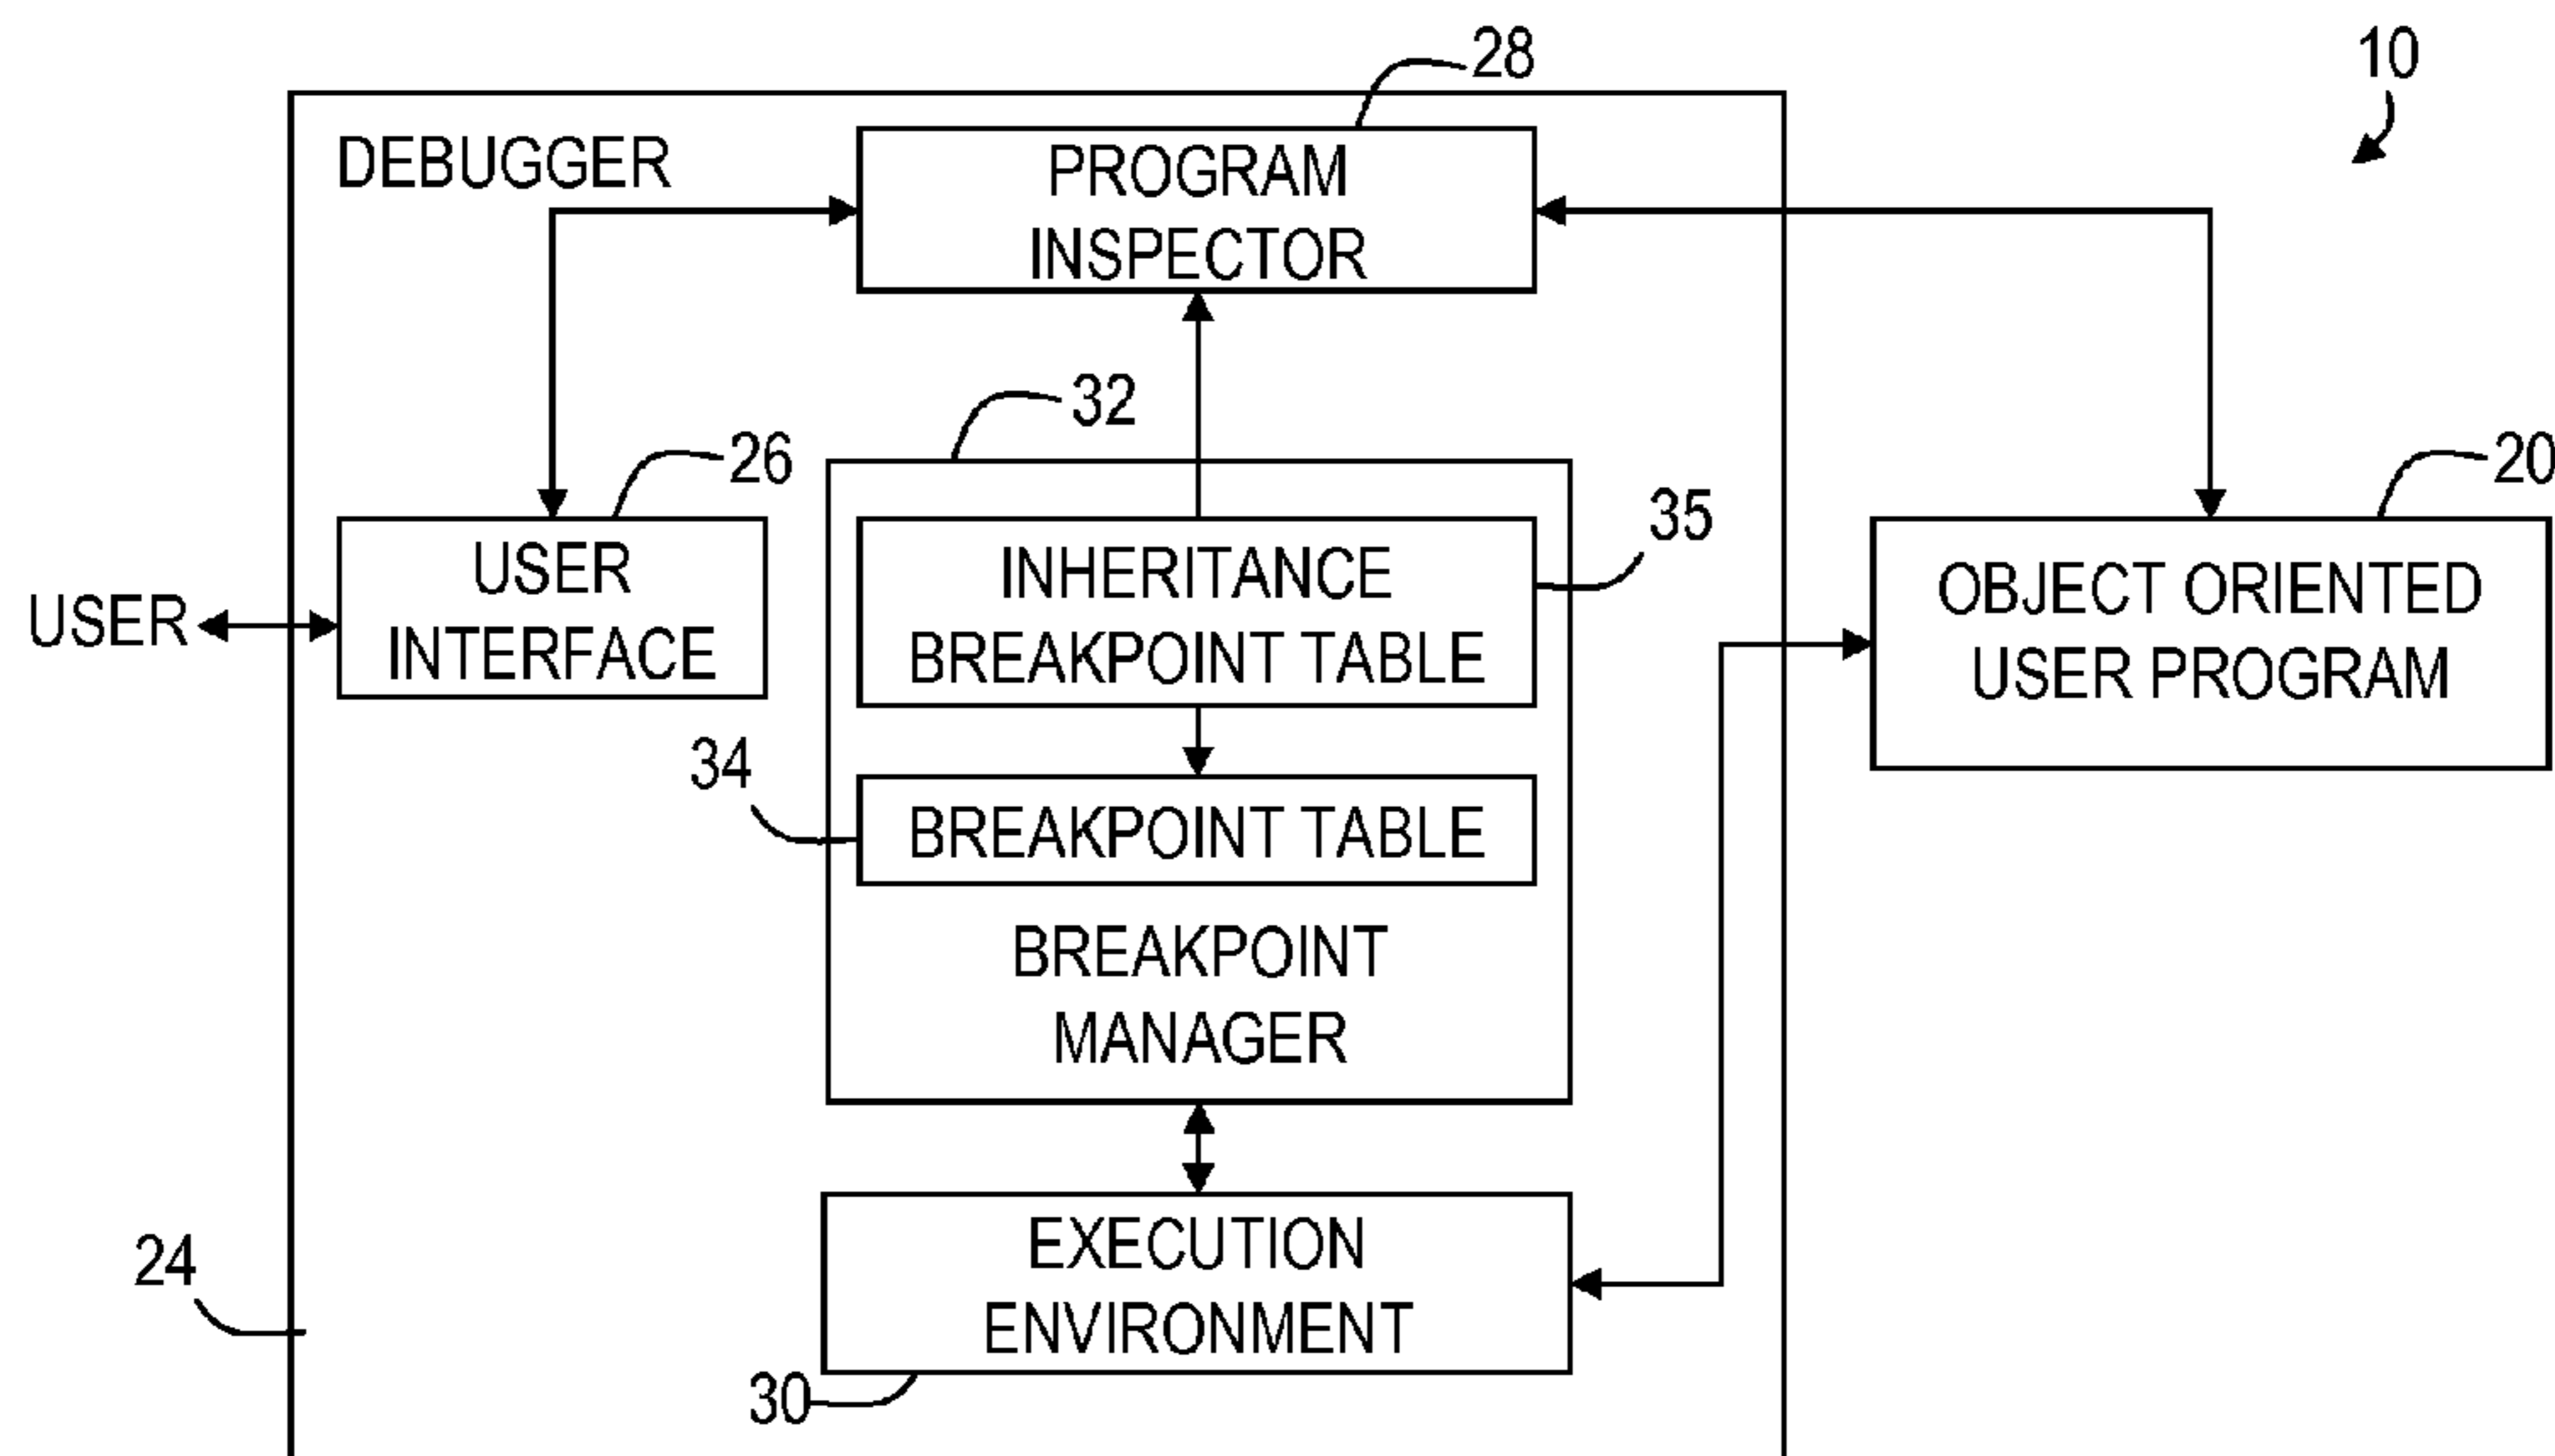 28
10
DEBUGGER
PROGRAM
INSPECTOR
32
26
20
35
USER
USER
INTERFACE
INHERITANCE
BREAKPOINT TABLE
OBJECT ORIENTED
USER PROGRAM
34
BREAKPOINT TABLE
BREAKPOINT
MANAGER
24
EXECUTION
ENVIRONMENT
30